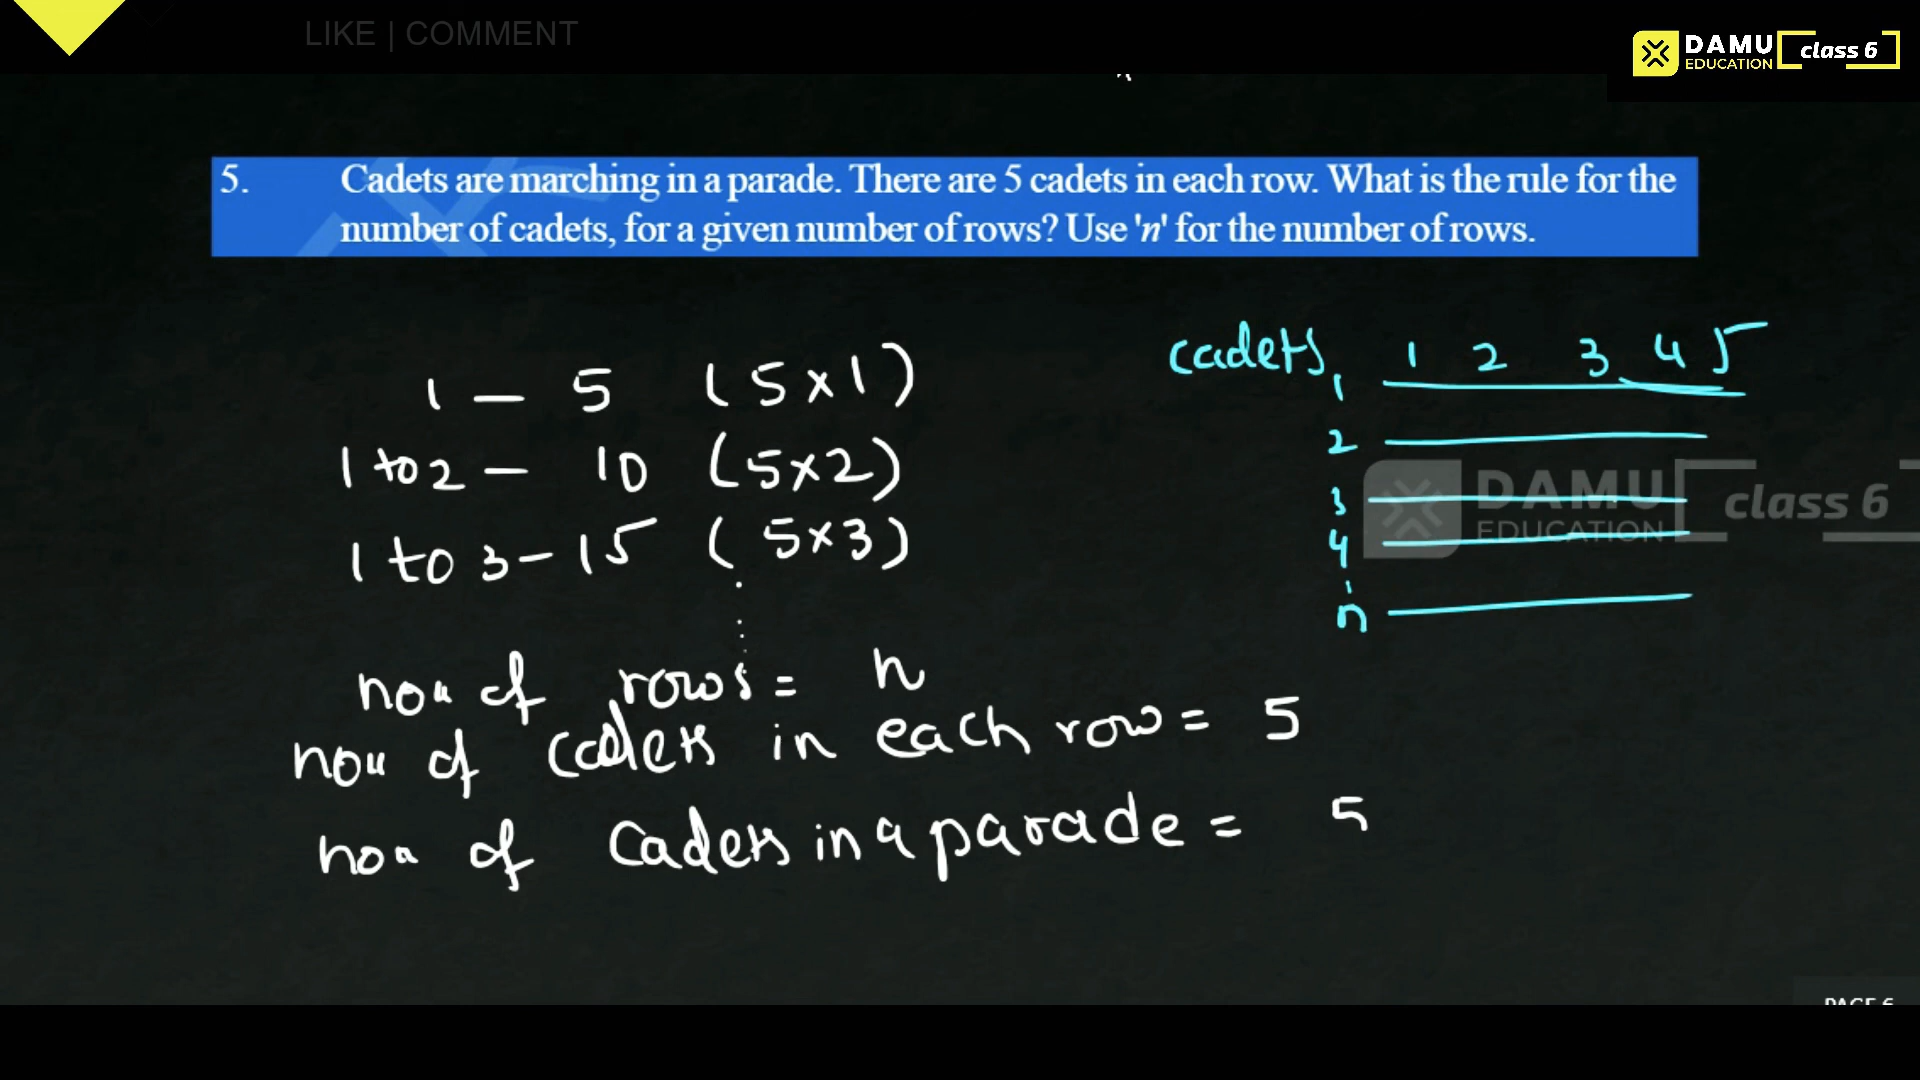 LIKE | COMMENT
DAMU
EDUCATION
class 6
5. Cadets are marching in a parade. There are 5 cadets in each row. What is the rule for the
number of cadets, for a given number of rows? Use 'n' for the number of rows.
cadets 1 2 3 4 5
1
2
3
4
n
1 - 5 (5×1)
1 to 2 - 10 (5×2)
1 to 3 - 15 (5×3)
DAMU
EDUCATION
class 6
no" of rows = n
no" of cadets in each row = 5
no" of Cadets in a parade = 5